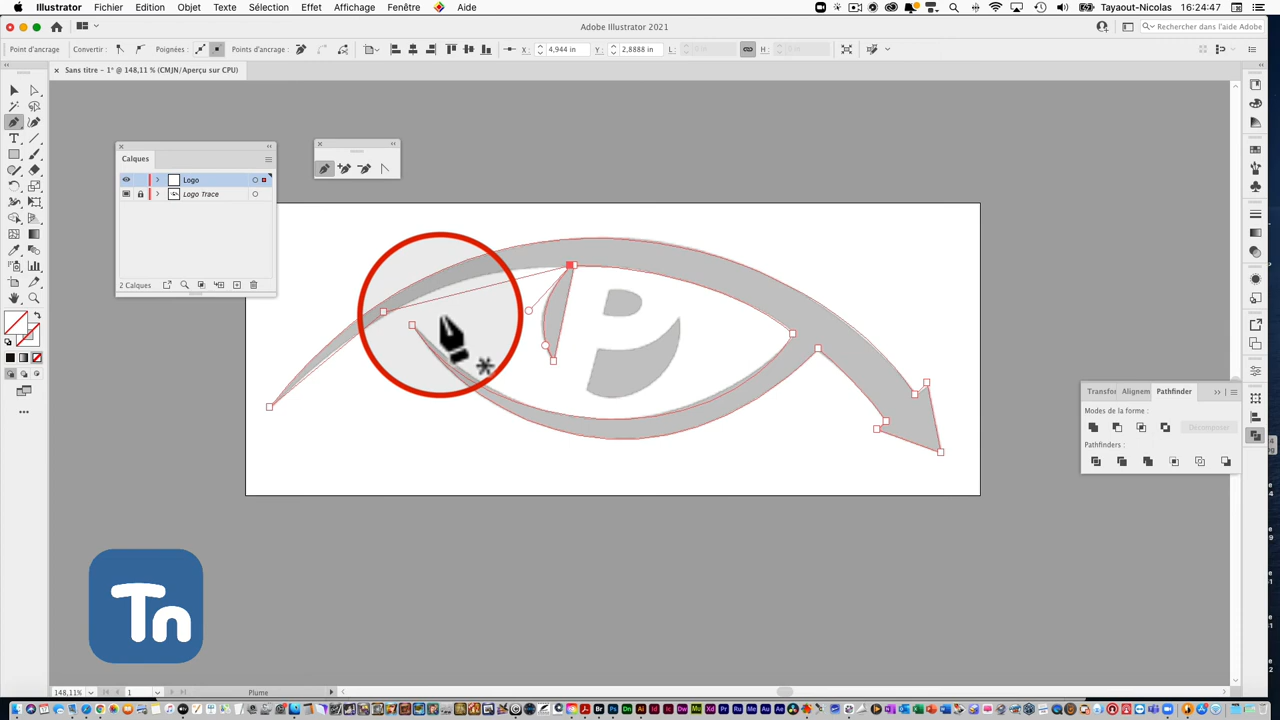 Illustrator Fichier Edition Objet Texte Sélection Effet Affichage Fenêtre Aide Tayaout-Nicolas 16:24:47
Adobe Illustrator 2021
Rechercher dans l'aide Adobe
Point d'ancrage Convertir : Poignées : Points d'ancrage : X : 4,944 in Y : 2,8888 in L : H :
Sans titre - 1* @ 148,11 % (CMJN/Aperçu sur CPU)
Calques
Logo
Logo Trace
2 Calques
Transfor Alignem Pathfinder
Modes de la forme :
Décomposer
Pathfinders :
Tn
148,11% 1 Plume